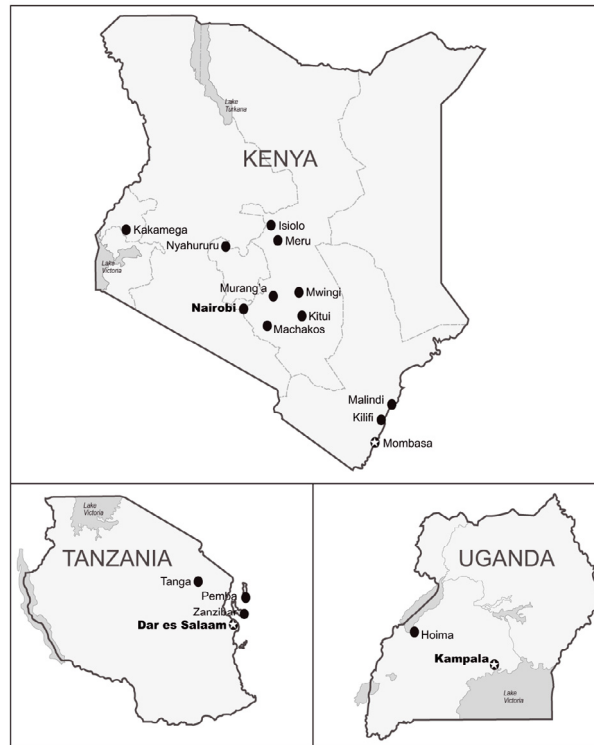 Lake
Turkana
KENYA
Isiolo
Kakamega
Meru
Nyahururu
Lake
Victoria
Murang'a
Mwingi
Nairobi
Kitui
Machakos
Malindi
Kilifi
Mombasa
Lake
Victoria
TANZANIA
Tanga
Pemba
Zanzibar
Dar es Salaam
UGANDA
Hoima
Kampala
Lake
Victoria